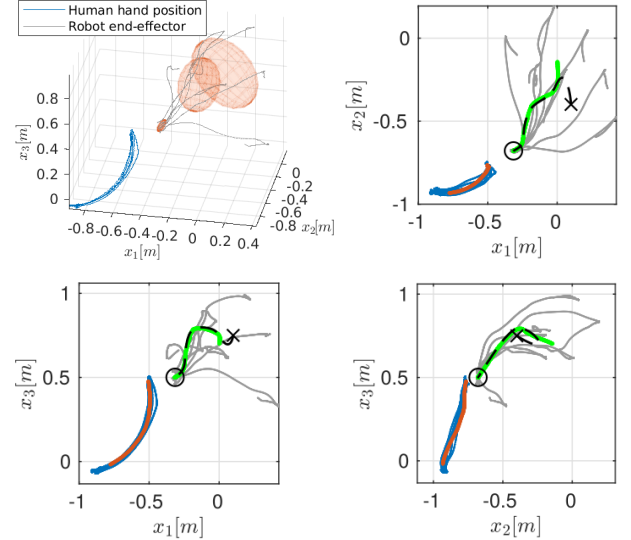 Human hand position
Robot end-effector
0.8
0.6
0.4
0.2
0
x₃[m]
-0.8 -0.6 -0.4 -0.2 0 0.2 0.4
x₁[m]
0
-0.2
-0.4
-0.6
-0.8
x₂[m]
0
-0.5
-1
x₂[m]
-1 -0.5 0
x₁[m]
1
0.5
0
x₃[m]
-1 -0.5 0
x₁[m]
1
0.5
0
x₃[m]
-1 -0.5 0
x₂[m]